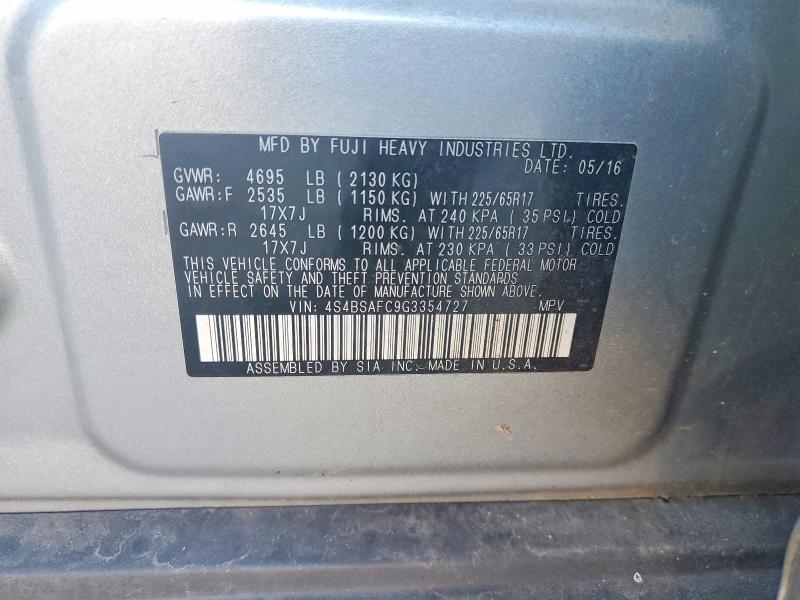 MFD BY FUJI HEAVY INDUSTRIES LTD.
DATE: 05/16
GVWR: 4695 LB (2130 KG)
GAWR:F 2535 LB (1150 KG) WITH 225/65R17 TIRES.
17X7J RIMS. AT 240 KPA (35 PSI) COLD
GAWR:R 2645 LB (1200 KG) WITH 225/65R17 TIRES.
17X7J RIMS. AT 230 KPA (33 PSI) COLD
THIS VEHICLE CONFORMS TO ALL APPLICABLE FEDERAL MOTOR
VEHICLE SAFETY AND THEFT PREVENTION STANDARDS
IN EFFECT ON THE DATE OF MANUFACTURE SHOWN ABOVE.
VIN: 4S4BSAFC9G3354727 MPV
ASSEMBLED BY SIA INC. MADE IN U.S.A.